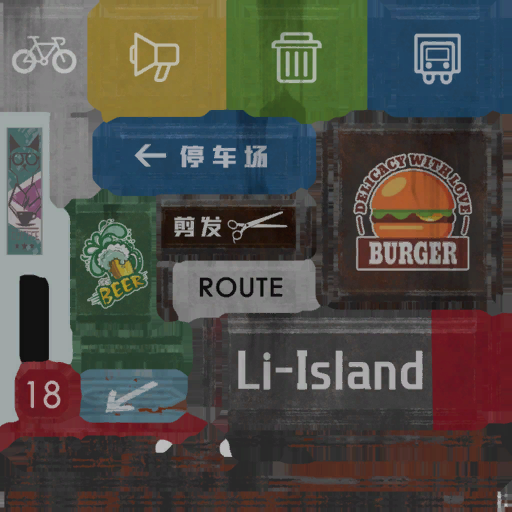 停车场
DELICACY WITH LOVE
BURGER
剪发
BEER
ROUTE
Li-Island
18